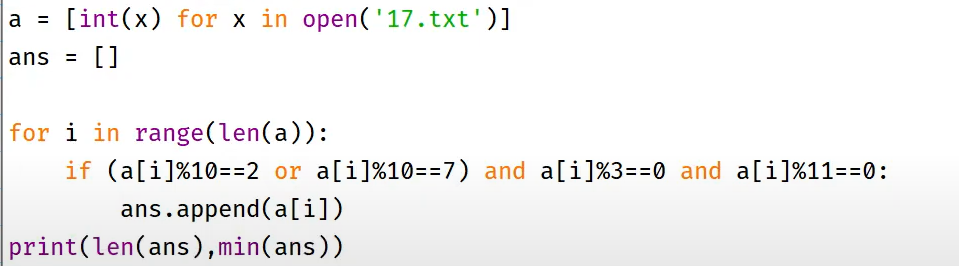 a = [int(x) for x in open('17.txt')]
ans = []
for i in range(len(a)):
    if (a[i]%10==2 or a[i]%10==7) and a[i]%3==0 and a[i]%11==0:
        ans.append(a[i])
print(len(ans),min(ans))